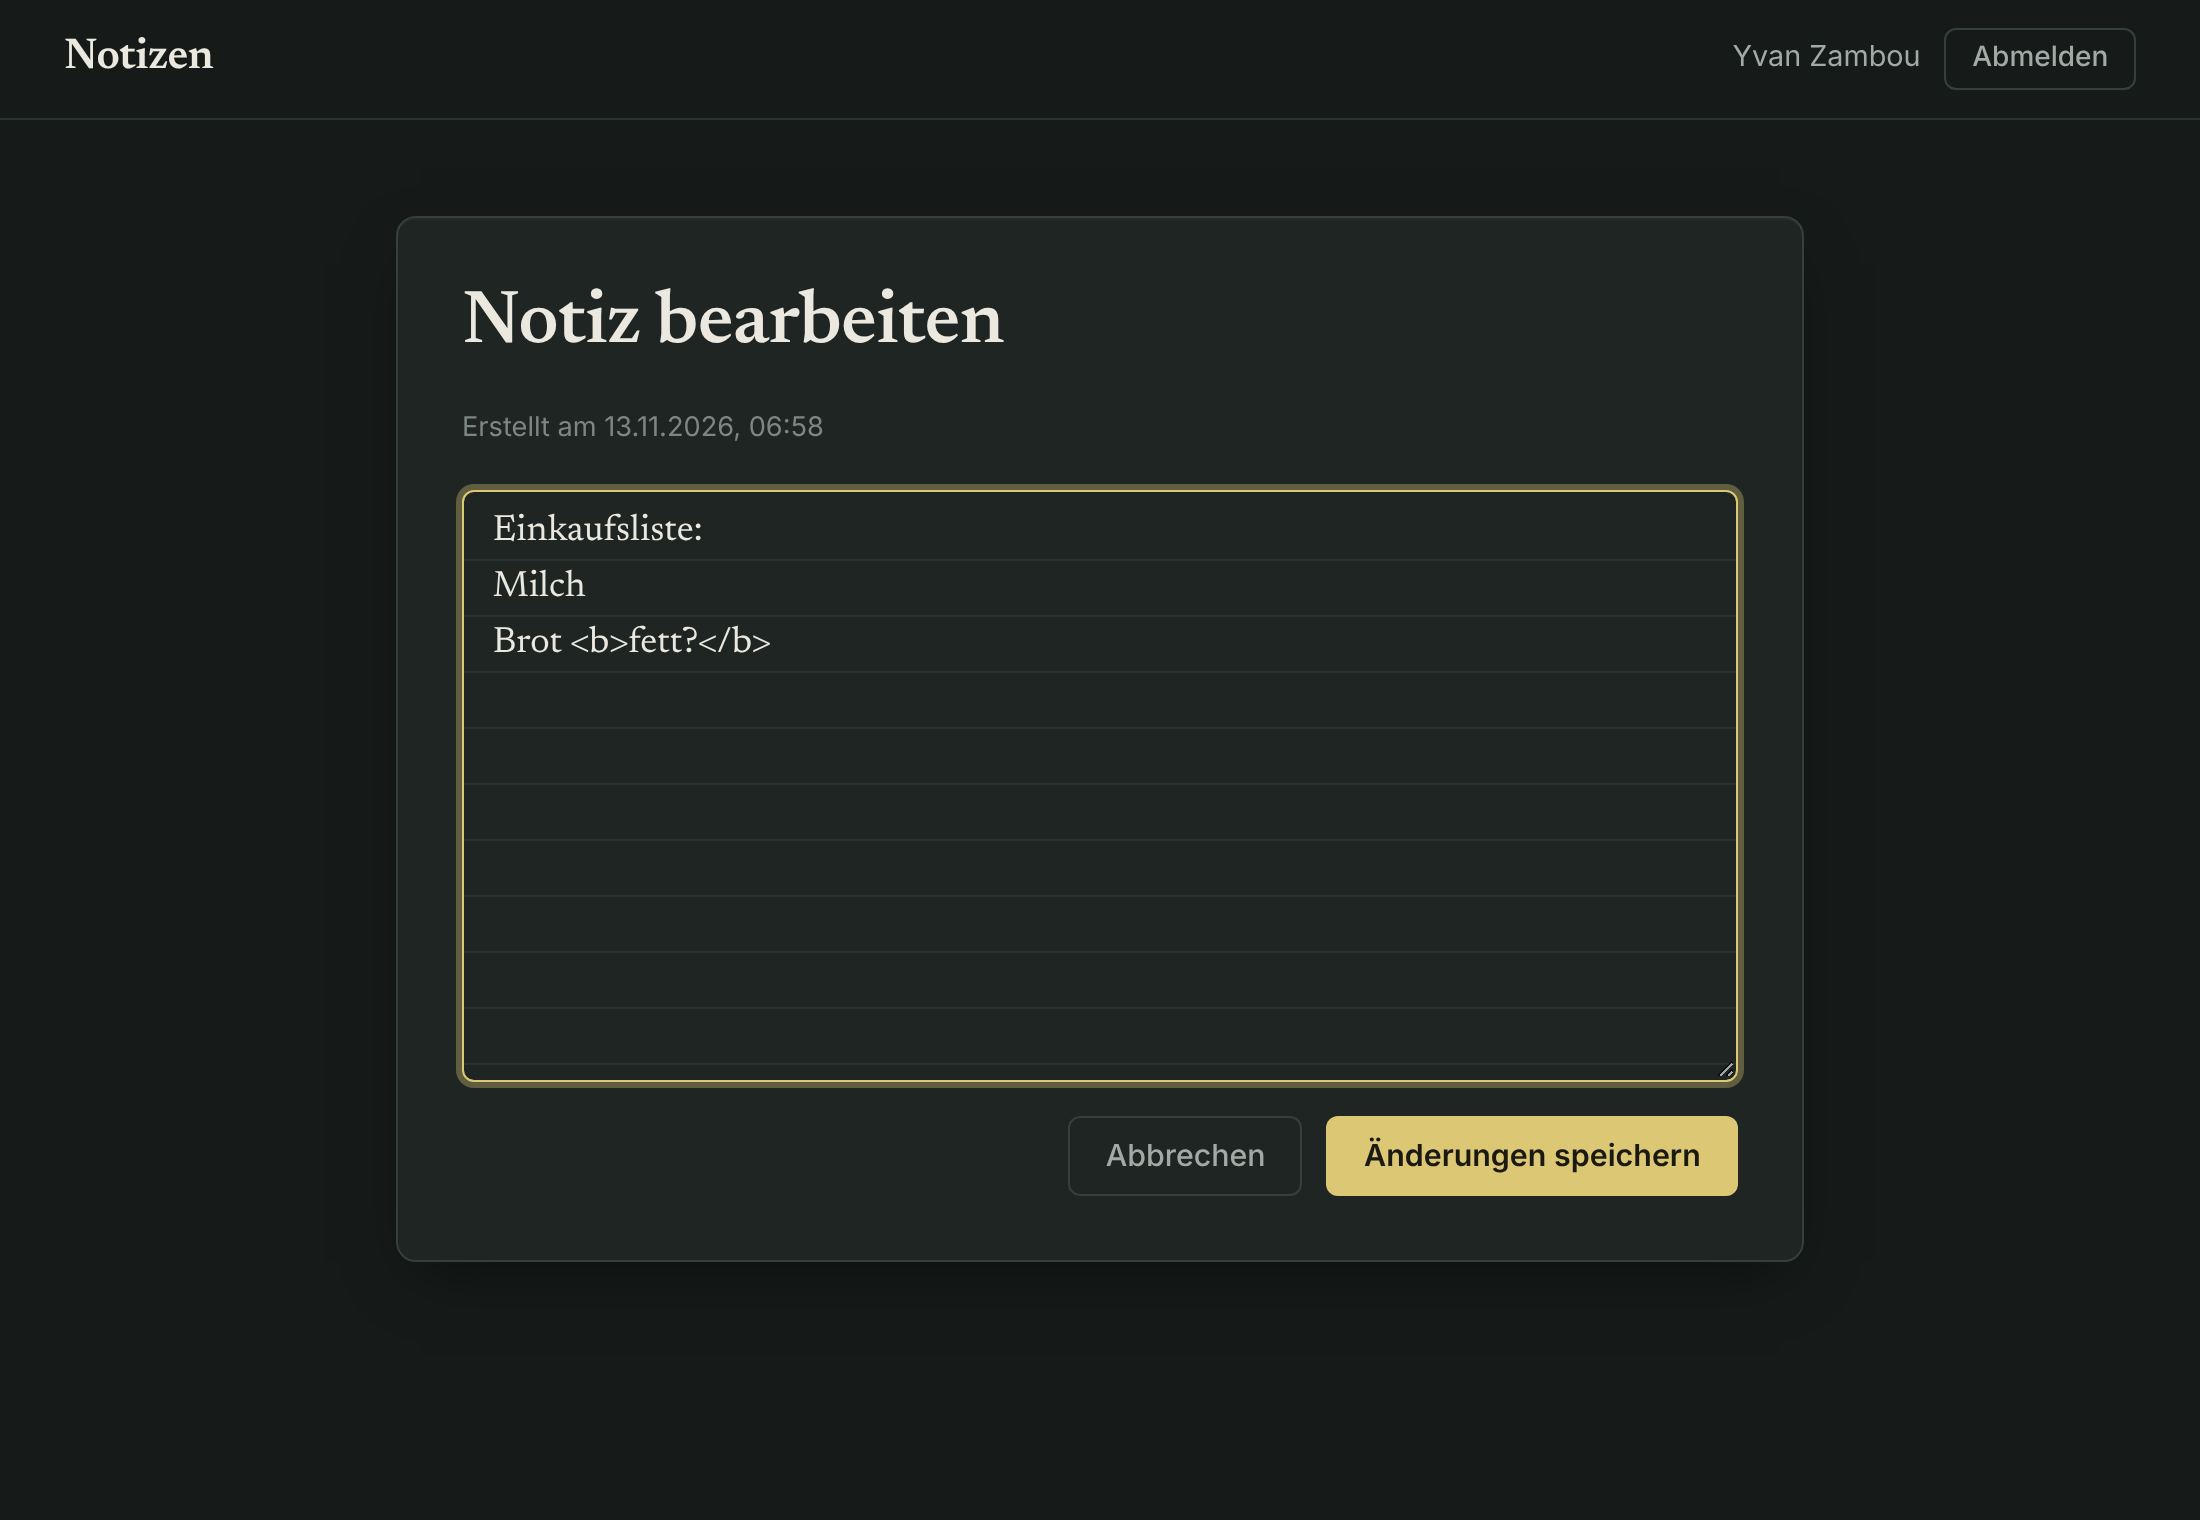 Notizen
Yvan Zambou
Abmelden
Notiz bearbeiten
Erstellt am 13.11.2026, 06:58
Einkaufsliste:
Milch
Brot <b>fett?</b>
Abbrechen
Änderungen speichern